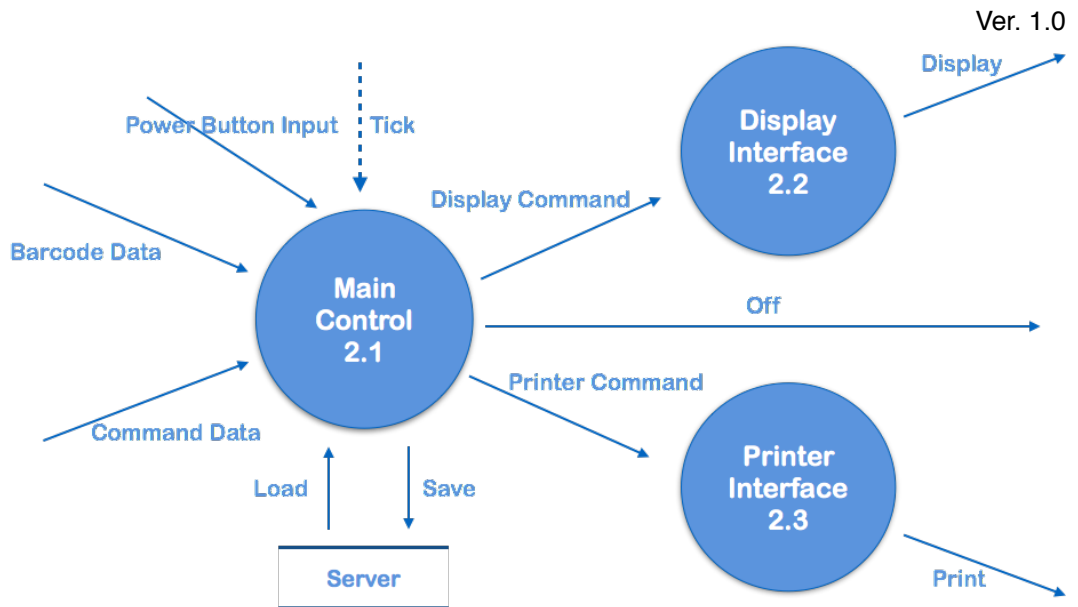 Ver. 1.0
Display
Power Button Input
Tick
Display
Interface
2.2
Display Command
Barcode Data
Main
Control
2.1
Off
Printer Command
Command Data
Printer
Interface
2.3
Load
Save
Server
Print